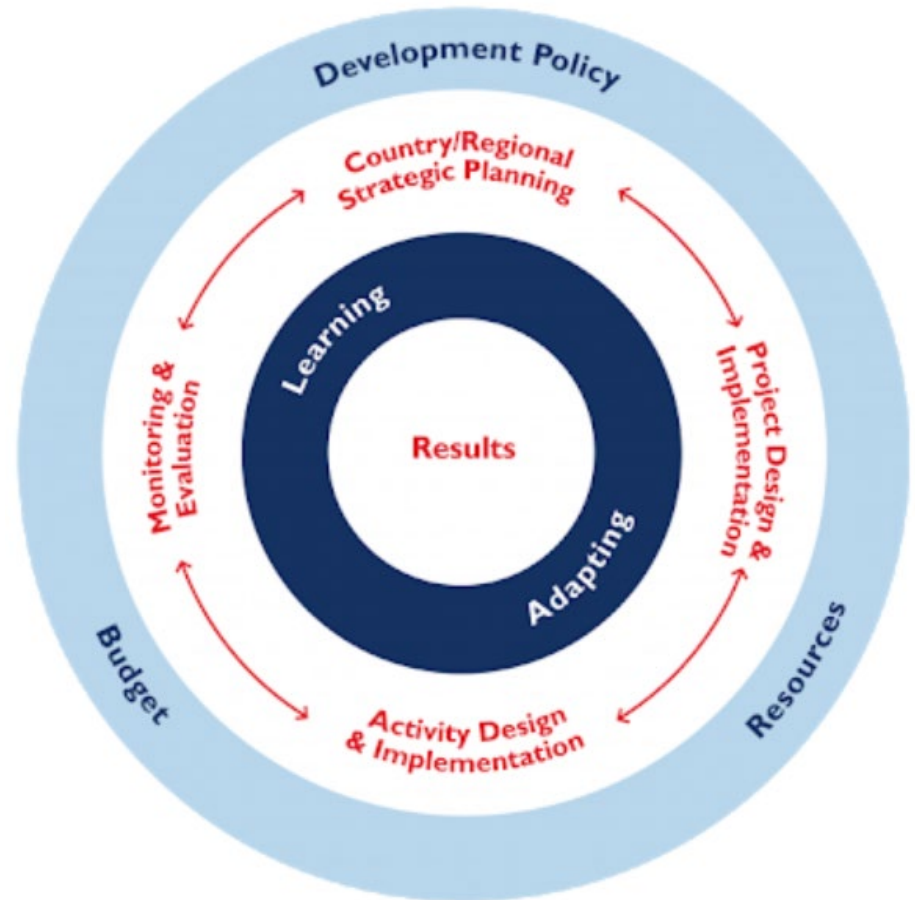 Development Policy
Country/Regional
Strategic Planning
Learning
Monitoring &
Evaluation
Results
Project Design &
Implementation
Adapting
Budget
Resources
Activity Design
& Implementation